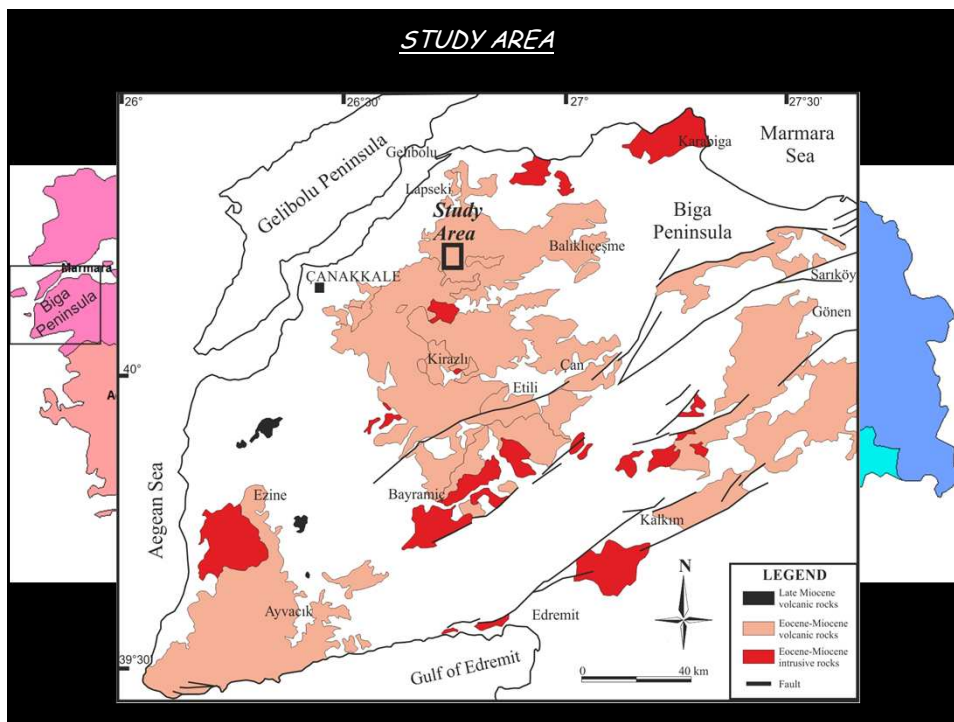 STUDY AREA
26°
26°30'
27°
27°30'
Karabiga
Marmara
Sea
Gelibolu
Gelibolu Peninsula
Lapseki
Study
Area
Biga
Peninsula
Balıklıçeşme
Marmara
ÇANAKKALE
Sarıköy
Biga
Peninsula
Gönen
Kirazlı
Çan
40°
Etili
A
Aegean Sea
Ezine
Bayramiç
Kalkım
N
LEGEND
Late Miocene
volcanic rocks
Eocene-Miocene
volcanic rocks
Eocene-Miocene
intrusive rocks
Fault
Ayvacık
Edremit
39°30'
Gulf of Edremit
0
40 km